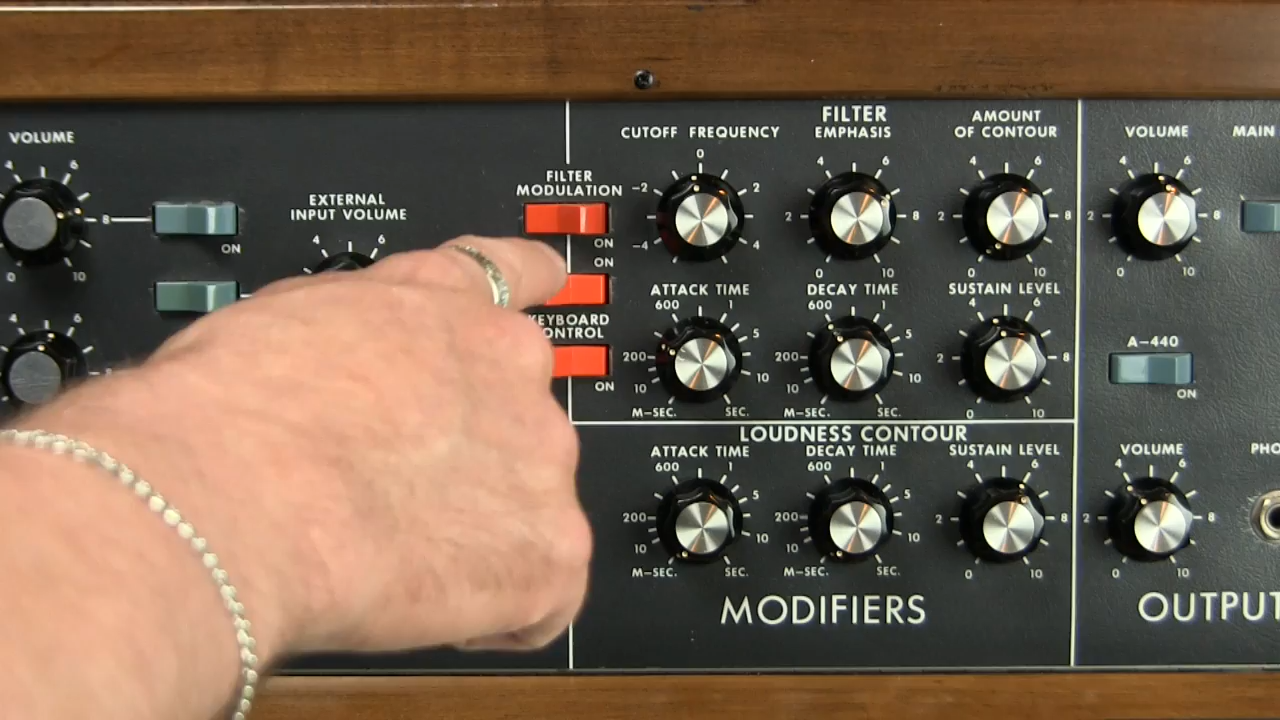 VOLUME
4 6
8
0 10
ON
4 6
EXTERNAL
INPUT VOLUME
4 6
FILTER
MODULATION
ON
ON
KEYBOARD
CONTROL
ON
FILTER
CUTOFF FREQUENCY
-4 -2 0 2 4
EMPHASIS
0 2 4 6 8 10
AMOUNT
OF CONTOUR
0 2 4 6 8 10
ATTACK TIME
600 1
200 5
10 10
M-SEC. SEC.
DECAY TIME
600 1
200 5
10
M-SEC. SEC.
SUSTAIN LEVEL
4 6
2 8
0 10
LOUDNESS CONTOUR
ATTACK TIME
600 1
200 5
10 10
M-SEC. SEC.
DECAY TIME
600 1
200 5
10 10
M-SEC. SEC.
SUSTAIN LEVEL
4 6
2 8
0 10
MODIFIERS
VOLUME
4 6
2 8
0 10
MAIN
A-440
ON
VOLUME
4 6
2 8
0 10
PHO
OUTPUT